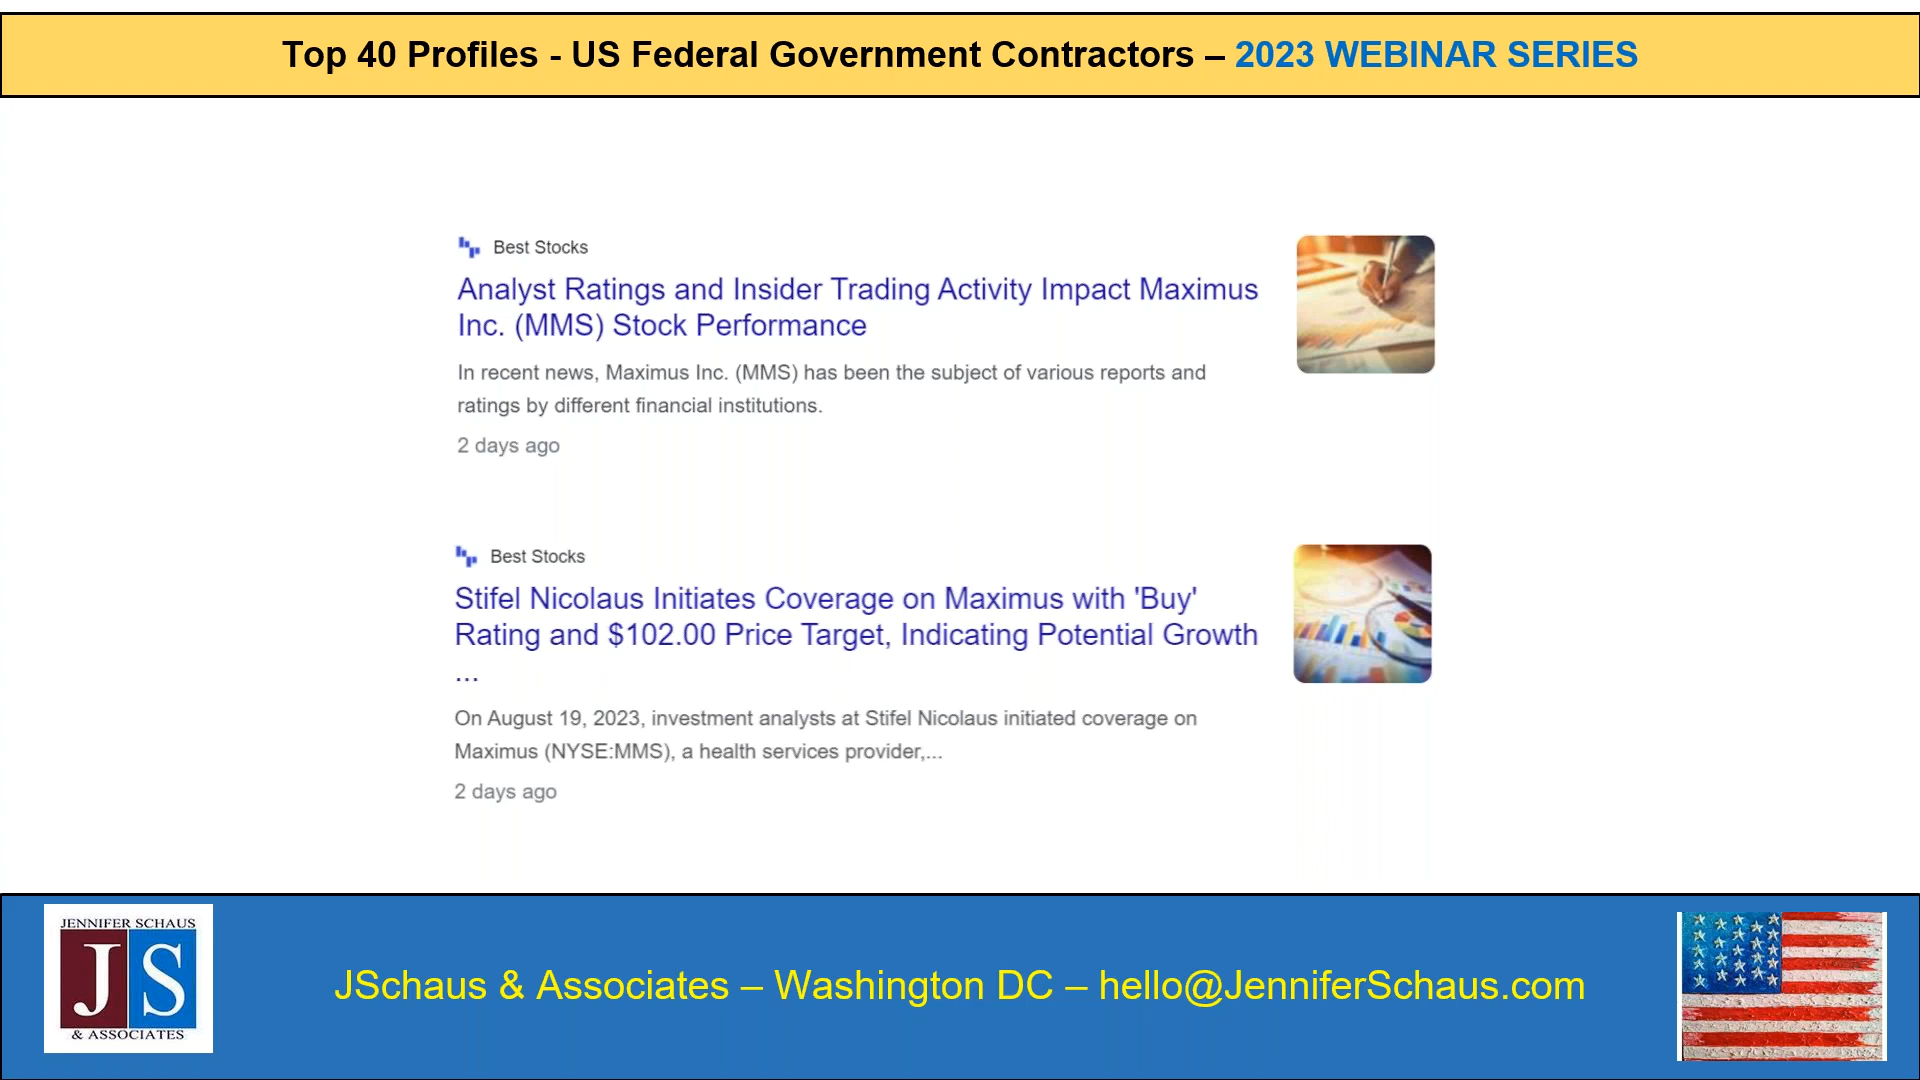 Top 40 Profiles - US Federal Government Contractors – 2023 WEBINAR SERIES
Best Stocks
Analyst Ratings and Insider Trading Activity Impact Maximus
Inc. (MMS) Stock Performance
In recent news, Maximus Inc. (MMS) has been the subject of various reports and
ratings by different financial institutions.
2 days ago
Best Stocks
Stifel Nicolaus Initiates Coverage on Maximus with 'Buy'
Rating and $102.00 Price Target, Indicating Potential Growth
...
On August 19, 2023, investment analysts at Stifel Nicolaus initiated coverage on
Maximus (NYSE:MMS), a health services provider,...
2 days ago
JENNIFER SCHAUS
JS
& ASSOCIATES
JSchaus & Associates – Washington DC – hello@JenniferSchaus.com